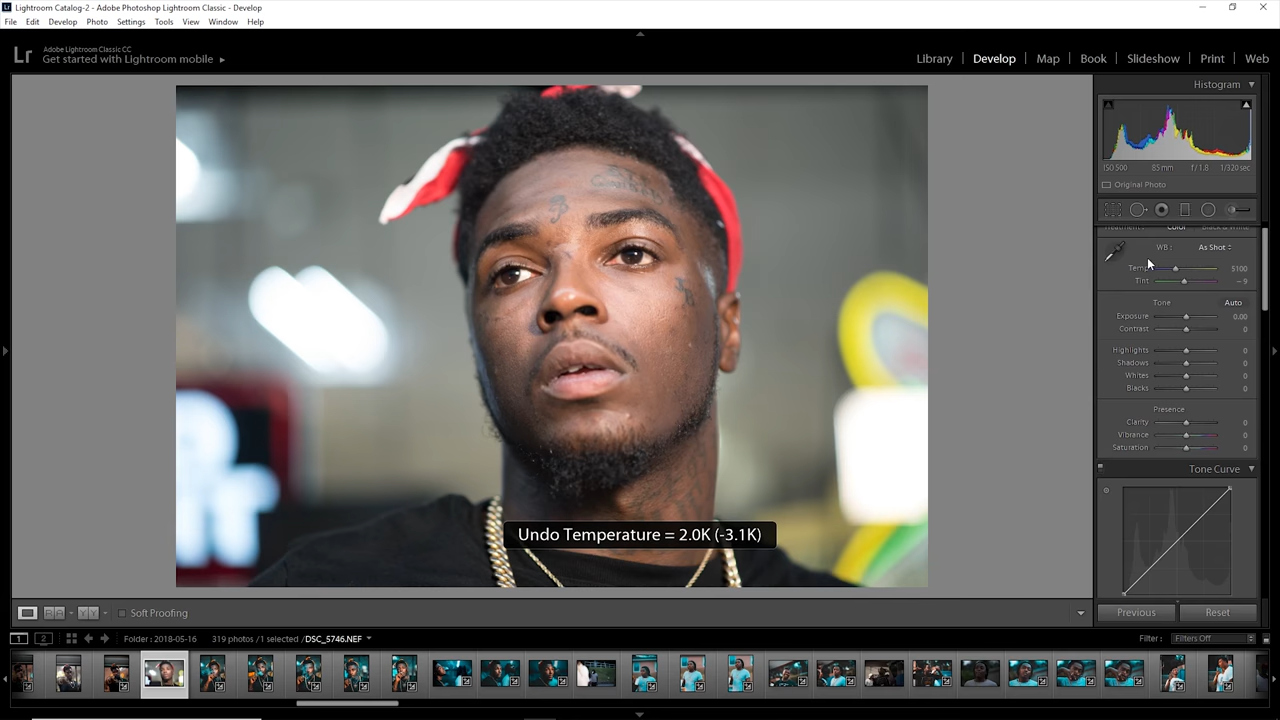 Lightroom Catalog-2 - Adobe Photoshop Lightroom Classic - Develop
File Edit Develop Photo Settings Tools View Window Help
Lr Adobe Lightroom Classic CC
Get started with Lightroom mobile
Library | Develop | Map | Book | Slideshow | Print | Web
Histogram
ISO 500 85 mm f / 1.8 1/320 sec
Original Photo
Treatment : Color Black & White
WB : As Shot
Temp 5100
Tint - 9
Tone Auto
Exposure 0.00
Contrast 0
Highlights 0
Shadows 0
Whites 0
Blacks 0
Presence
Clarity 0
Vibrance 0
Saturation 0
Tone Curve
Undo Temperature = 2.0K (-3.1K)
Previous Reset
Soft Proofing
1 2 Folder : 2018-05-16 319 photos / 1 selected / DSC_5746.NEF Filter : Filters Off